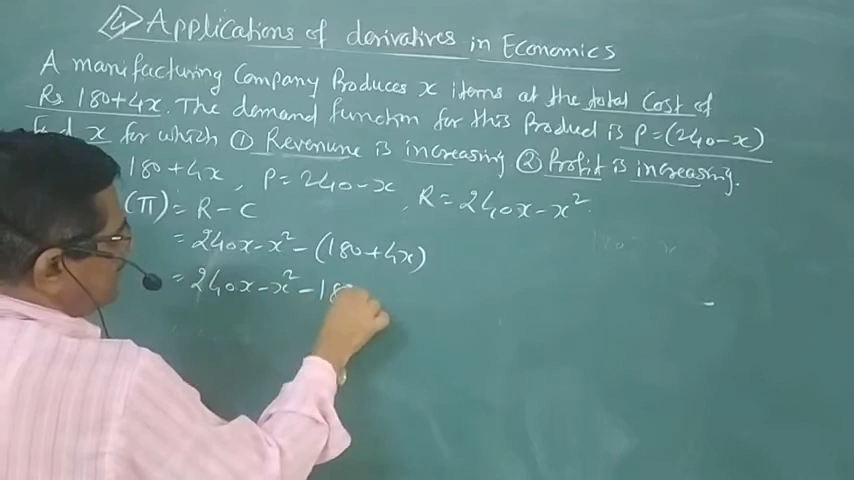 4 Applications of derivatives in Economics
A manufacturing Company Produces x items at the total Cost of
Rs 180+4x. The demand function for this Product is P=(240-x)
Find x for which ① Revenue is increasing ② Profit is increasing.
180+4x , P=240-x , R=240x-x²
(π) = R-C
= 240x-x²-(180+4x)
= 240x-x²-18